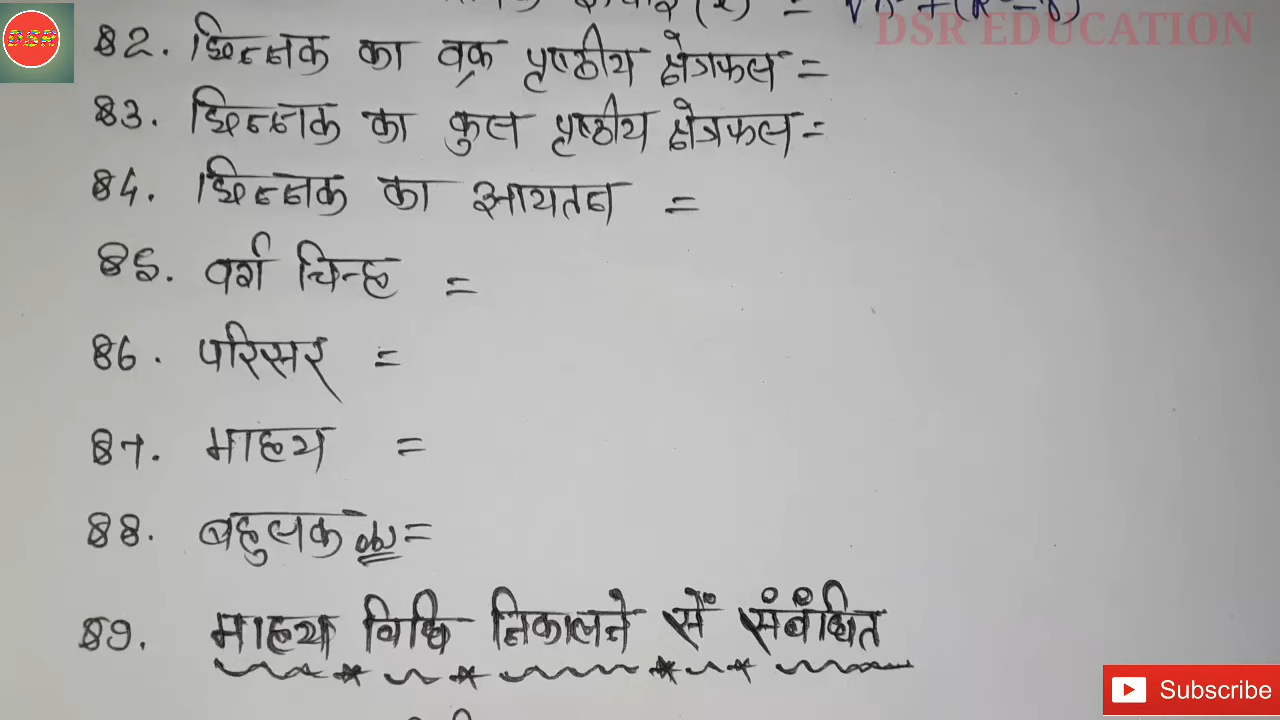 DSR
DSR EDUCATION
82. छिन्नक का वक्र पृष्ठीय क्षेत्रफल =
83. छिन्नक का कुल पृष्ठीय क्षेत्रफल =
84. छिन्नक का आयतन =
85. वर्ग चिन्ह =
86. परिसर =
87. माध्य =
88. बहुलक =
89. माध्य विधि निकालने सें संबंधित
Subscribe